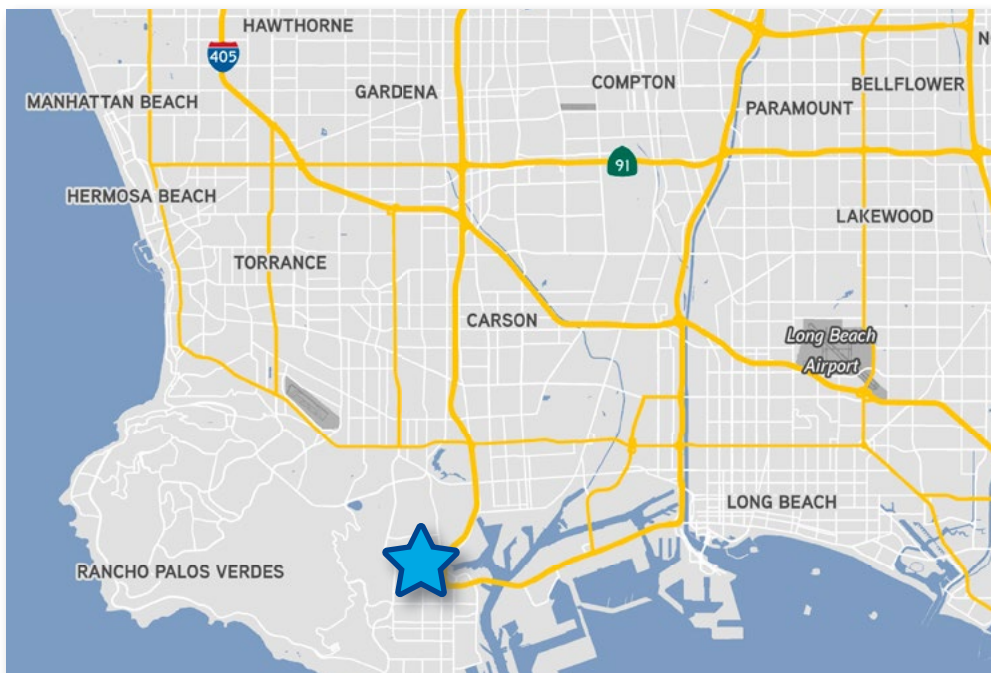 HAWTHORNE
405
GARDENA
COMPTON
BELLFLOWER
MANHATTAN BEACH
PARAMOUNT
91
HERMOSA BEACH
LAKEWOOD
TORRANCE
CARSON
Long Beach
Airport
LONG BEACH
RANCHO PALOS VERDES